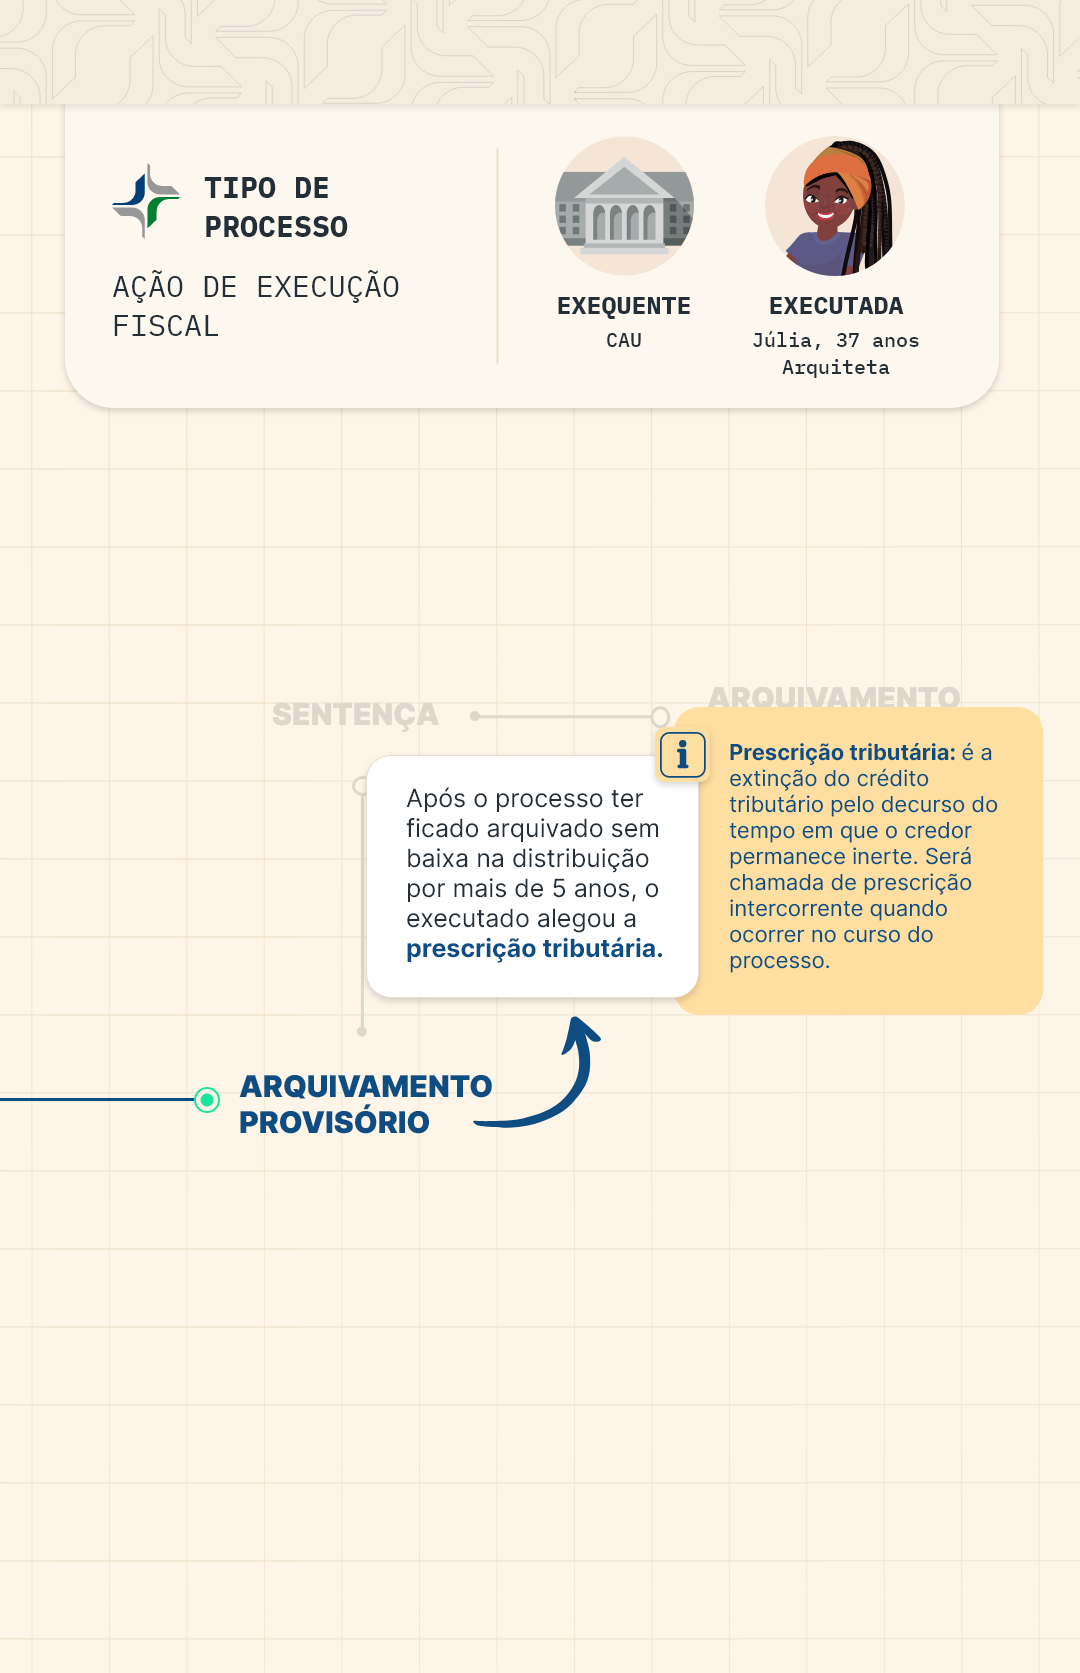 TIPO DE
PROCESSO
AÇÃO DE EXECUÇÃO
FISCAL
EXEQUENTE
CAU
EXECUTADA
Júlia, 37 anos
Arquiteta
SENTENÇA
ARQUIVAMENTO
Após o processo ter
ficado arquivado sem
baixa na distribuição
por mais de 5 anos, o
executado alegou a
prescrição tributária.
Prescrição tributária: é a
extinção do crédito
tributário pelo decurso do
tempo em que o credor
permanece inerte. Será
chamada de prescrição
intercorrente quando
ocorrer no curso do
processo.
ARQUIVAMENTO
PROVISÓRIO